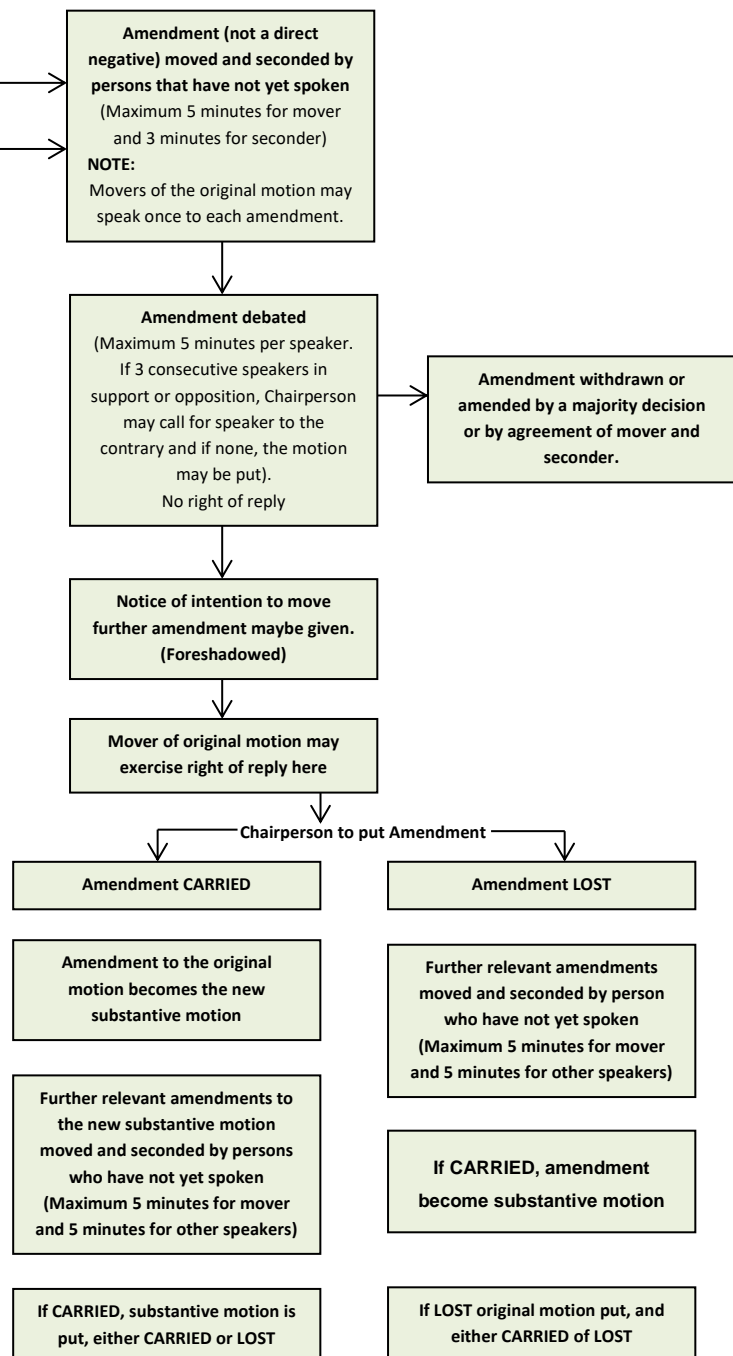 Amendment (not a direct
negative) moved and seconded by
persons that have not yet spoken
(Maximum 5 minutes for mover
and 3 minutes for seconder)
NOTE:
Movers of the original motion may
speak once to each amendment.
Amendment debated
(Maximum 5 minutes per speaker.
If 3 consecutive speakers in
support or opposition, Chairperson
may call for speaker to the
contrary and if none, the motion
may be put).
No right of reply
Amendment withdrawn or
amended by a majority decision
or by agreement of mover and
seconder.
Notice of intention to move
further amendment maybe given.
(Foreshadowed)
Mover of original motion may
exercise right of reply here
Chairperson to put Amendment
Amendment CARRIED
Amendment to the original
motion becomes the new
substantive motion
Further relevant amendments to
the new substantive motion
moved and seconded by persons
who have not yet spoken
(Maximum 5 minutes for mover
and 5 minutes for other speakers)
If CARRIED, substantive motion is
put, either CARRIED or LOST
Amendment LOST
Further relevant amendments
moved and seconded by person
who have not yet spoken
(Maximum 5 minutes for mover
and 5 minutes for other speakers)
If CARRIED, amendment
become substantive motion
If LOST original motion put, and
either CARRIED of LOST